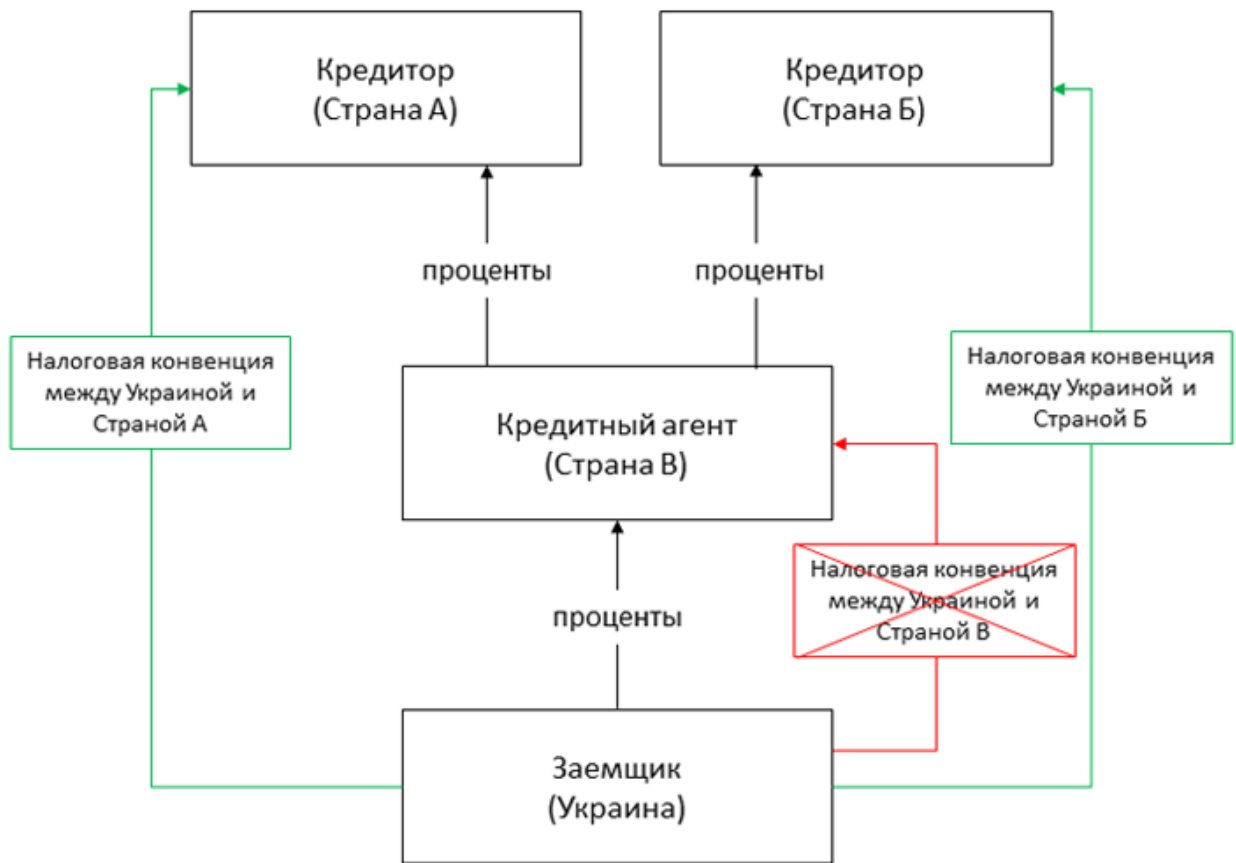 Кредитор
(Страна А)
Кредитор
(Страна Б)
проценты
проценты
Налоговая конвенция
между Украиной и
Страной А
Налоговая конвенция
между Украиной и
Страной Б
Кредитный агент
(Страна В)
Налоговая конвенция
между Украиной и
Страной В
проценты
Заемщик
(Украина)